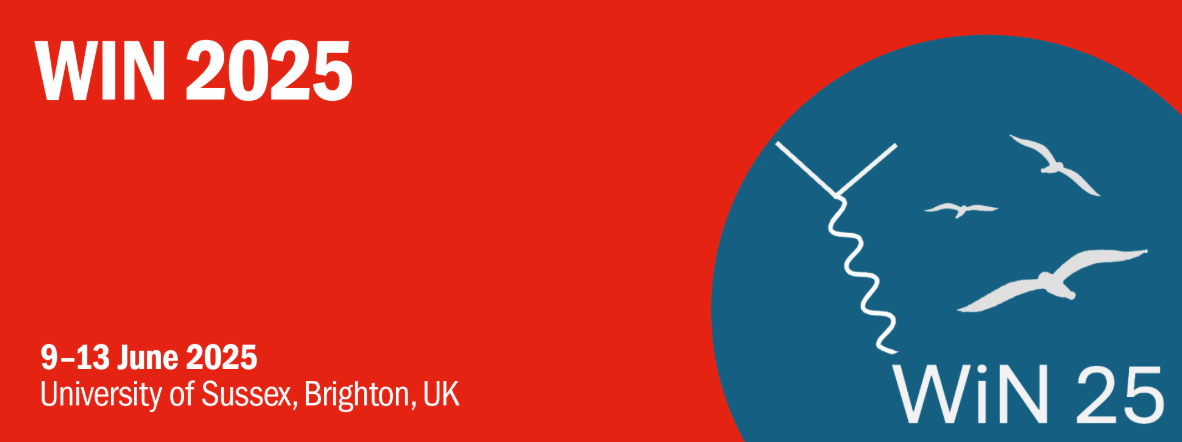 WIN 2025
9–13 June 2025
University of Sussex, Brighton, UK
WiN 25